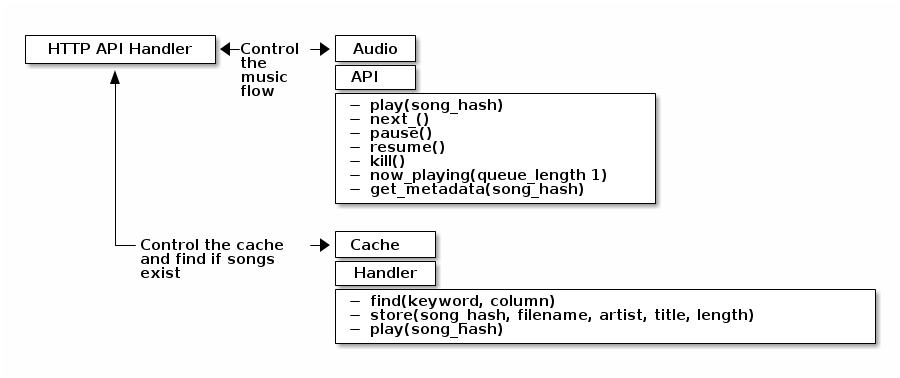 HTTP API Handler
Control
the
music
flow
Audio
API
– play(song_hash)
– next_()
– pause()
– resume()
– kill()
– now_playing(queue_length 1)
– get_metadata(song_hash)
Control the cache
and find if songs
exist
Cache
Handler
– find(keyword, column)
– store(song_hash, filename, artist, title, length)
– play(song_hash)